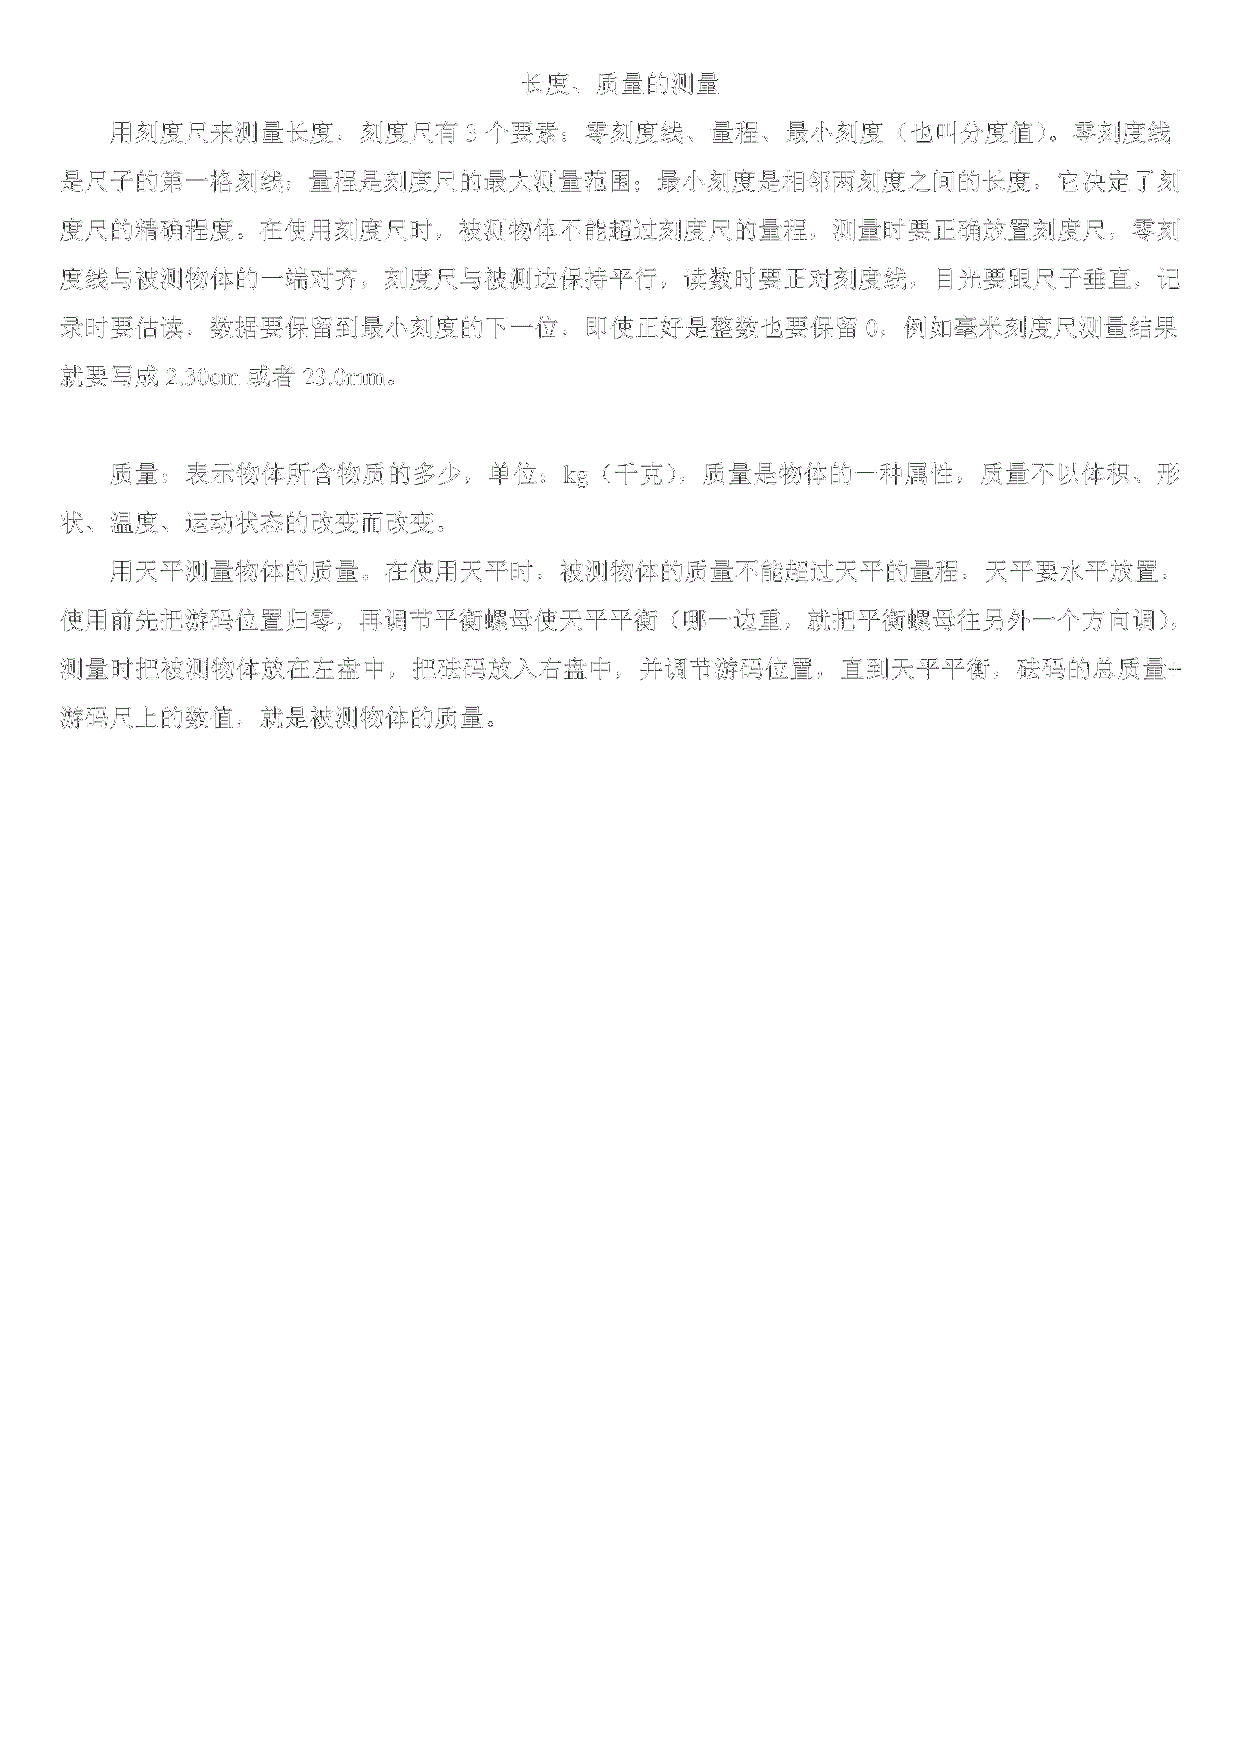 长度、质量的测量
用刻度尺来测量长度，刻度尺有3个要素：零刻度线、量程、最小刻度（也叫分度值）。零刻度线
是尺子的第一格刻线；量程是刻度尺的最大测量范围；最小刻度是相邻两刻度之间的长度，它决定了刻
度尺的精确程度。在使用刻度尺时，被测物体不能超过刻度尺的量程，测量时要正确放置刻度尺，零刻
度线与被测物体的一端对齐，刻度尺与被测边保持平行，读数时要正对刻度线，目光要跟尺子垂直，记
录时要估读，数据要保留到最小刻度的下一位，即使正好是整数也要保留0，例如毫米刻度尺测量结果
就要写成2.30cm或者23.0mm。
质量：表示物体所含物质的多少，单位：kg（千克），质量是物体的一种属性，质量不以体积、形
状、温度、运动状态的改变而改变。
用天平测量物体的质量。在使用天平时，被测物体的质量不能超过天平的量程，天平要水平放置，
使用前先把游码位置归零，再调节平衡螺母使天平平衡（哪一边重，就把平衡螺母往另外一个方向调），
测量时把被测物体放在左盘中，把砝码放入右盘中，并调节游码位置，直到天平平衡，砝码的总质量+
游码尺上的数值，就是被测物体的质量。